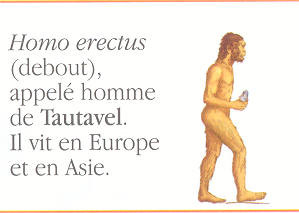 Homo erectus
(debout),
appelé homme
de Tautavel.
Il vit en Europe
et en Asie.